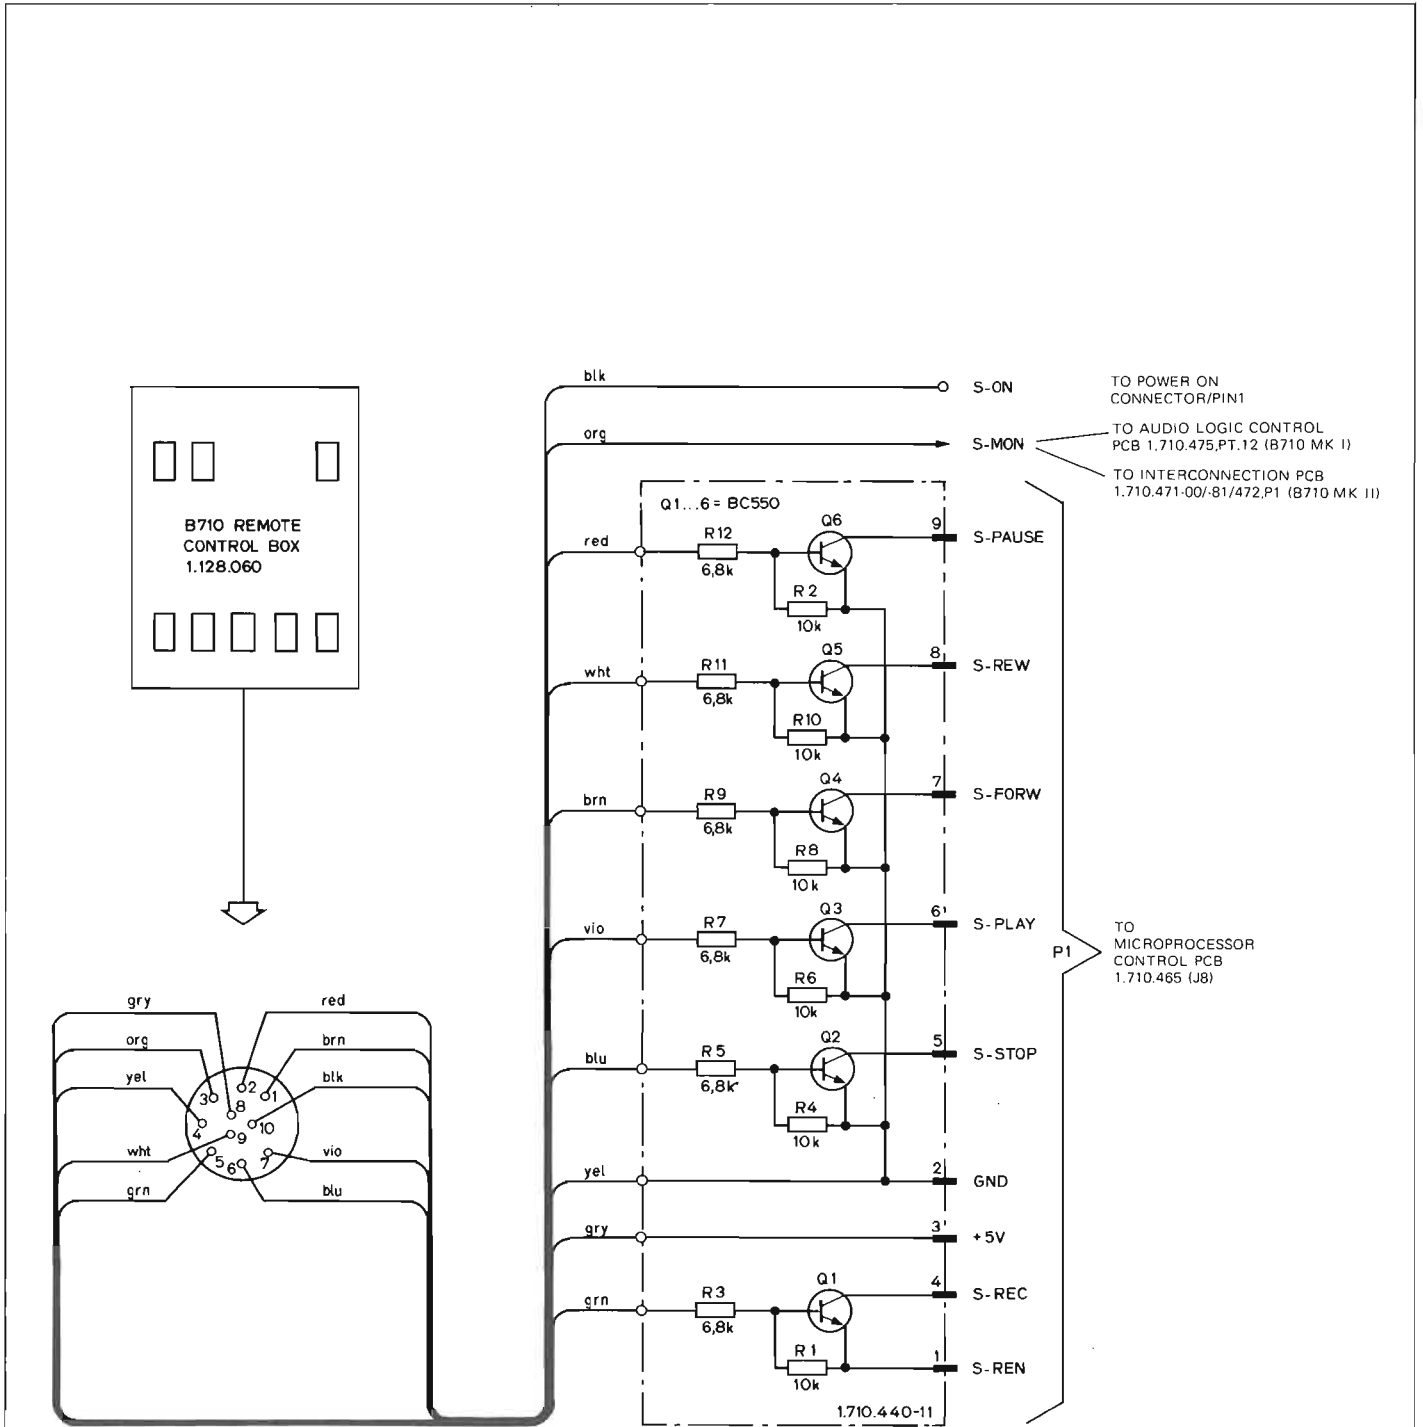 blk
S-ON
TO POWER ON
CONNECTOR/PIN1
org
S-MON
TO AUDIO LOGIC CONTROL
PCB 1.710.475,PT.12 (B710 MK I)
TO INTERCONNECTION PCB
1.710.471-00/-81/472,P1 (B710 MK II)
B710 REMOTE
CONTROL BOX
1.128.060
Q1...6 = BC550
red
R12
6,8k
Q6
R2
10k
9
S-PAUSE
wht
R11
6,8k
Q5
R10
10k
8
S-REW
brn
R9
6,8k
Q4
R8
10k
7
S-FORW
vio
R7
6,8k
Q3
R6
10k
6
S-PLAY
P1
TO
MICROPROCESSOR
CONTROL PCB
1.710.465 (J8)
blu
R5
6,8k
Q2
R4
10k
5
S-STOP
yel
2
GND
gry
3
+5V
grn
R3
6,8k
Q1
R1
10k
4
S-REC
1
S-REN
1.710.440-11
gry
red
org
brn
yel
blk
wht
vio
grn
blu
2
1
3
8
10
4
9
5
6
7